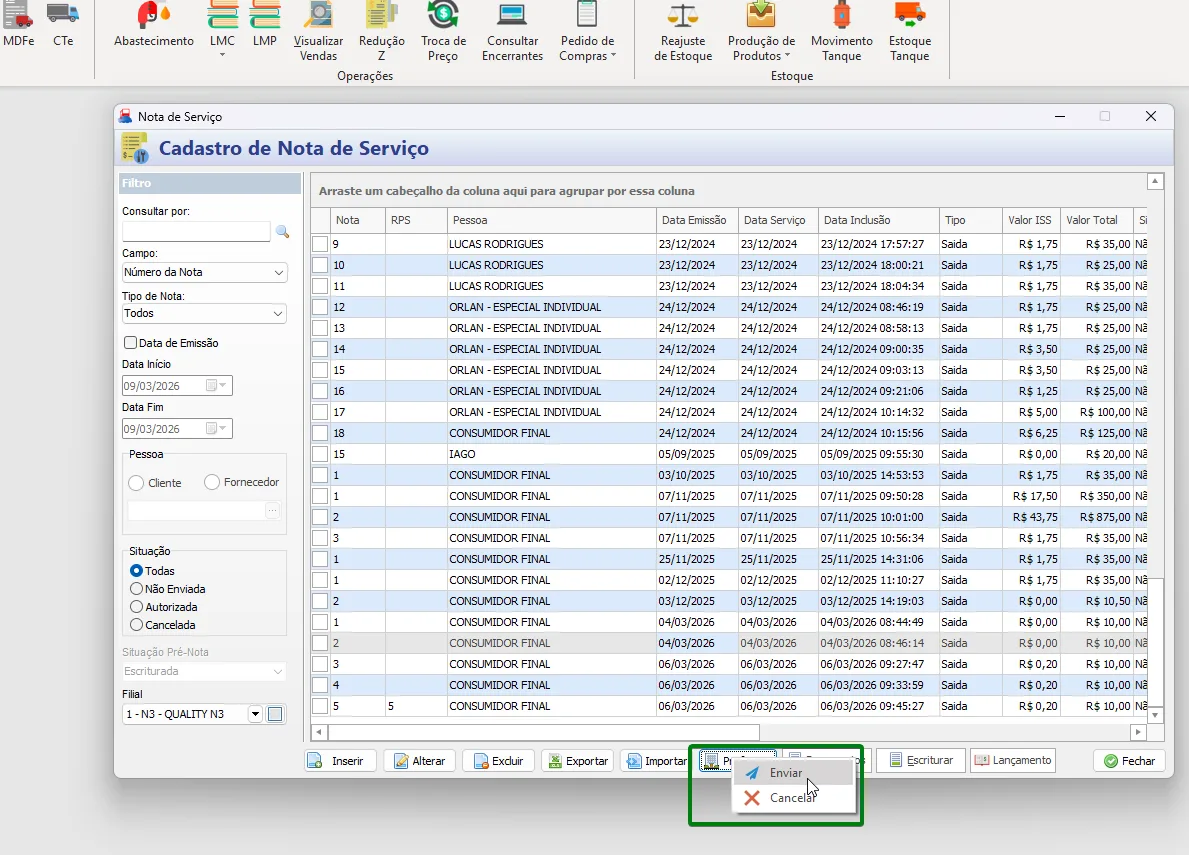 MDFe CTe Abastecimento LMC LMP Visualizar Vendas Redução Z Troca de Preço Consultar Encerrantes Pedido de Compras Reajuste de Estoque Produção de Produtos Movimento Tanque Estoque Tanque
Operações Estoque
Nota de Serviço
Cadastro de Nota de Serviço
Filtro
Consultar por:
Campo:
Número da Nota
Tipo de Nota:
Todos
Data de Emissão
Data Início
09/03/2026
Data Fim
09/03/2026
Pessoa
Cliente Fornecedor
Situação
Todas
Não Enviada
Autorizada
Cancelada
Situação Pré-Nota
Escriturada
Filial
1 - N3 - QUALITY N3
Arraste um cabeçalho da coluna aqui para agrupar por essa coluna
Nota RPS Pessoa Data Emissão Data Serviço Data Inclusão Tipo Valor ISS Valor Total
9 LUCAS RODRIGUES 23/12/2024 23/12/2024 23/12/2024 17:57:27 Saida R$ 1,75 R$ 35,00
10 LUCAS RODRIGUES 23/12/2024 23/12/2024 23/12/2024 18:00:21 Saida R$ 1,75 R$ 25,00
11 LUCAS RODRIGUES 23/12/2024 23/12/2024 23/12/2024 18:04:34 Saida R$ 1,75 R$ 35,00
12 ORLAN - ESPECIAL INDIVIDUAL 24/12/2024 24/12/2024 24/12/2024 08:46:19 Saida R$ 1,75 R$ 25,00
13 ORLAN - ESPECIAL INDIVIDUAL 24/12/2024 24/12/2024 24/12/2024 08:58:13 Saida R$ 1,75 R$ 25,00
14 ORLAN - ESPECIAL INDIVIDUAL 24/12/2024 24/12/2024 24/12/2024 09:00:35 Saida R$ 3,50 R$ 25,00
15 ORLAN - ESPECIAL INDIVIDUAL 24/12/2024 24/12/2024 24/12/2024 09:03:13 Saida R$ 3,50 R$ 25,00
16 ORLAN - ESPECIAL INDIVIDUAL 24/12/2024 24/12/2024 24/12/2024 09:21:06 Saida R$ 1,25 R$ 25,00
17 ORLAN - ESPECIAL INDIVIDUAL 24/12/2024 24/12/2024 24/12/2024 10:14:32 Saida R$ 5,00 R$ 100,00
18 CONSUMIDOR FINAL 24/12/2024 24/12/2024 24/12/2024 10:15:56 Saida R$ 6,25 R$ 125,00
15 IAGO 05/09/2025 05/09/2025 05/09/2025 09:55:30 Saida R$ 0,00 R$ 20,00
1 CONSUMIDOR FINAL 03/10/2025 03/10/2025 03/10/2025 14:53:53 Saida R$ 1,75 R$ 35,00
1 CONSUMIDOR FINAL 07/11/2025 07/11/2025 07/11/2025 09:50:28 Saida R$ 17,50 R$ 350,00
2 CONSUMIDOR FINAL 07/11/2025 07/11/2025 07/11/2025 10:01:00 Saida R$ 43,75 R$ 875,00
3 CONSUMIDOR FINAL 07/11/2025 07/11/2025 07/11/2025 10:56:34 Saida R$ 1,75 R$ 35,00
1 CONSUMIDOR FINAL 25/11/2025 25/11/2025 25/11/2025 14:31:06 Saida R$ 1,75 R$ 35,00
1 CONSUMIDOR FINAL 02/12/2025 02/12/2025 02/12/2025 11:10:27 Saida R$ 1,75 R$ 35,00
2 CONSUMIDOR FINAL 03/12/2025 03/12/2025 03/12/2025 14:19:03 Saida R$ 0,00 R$ 10,50
1 CONSUMIDOR FINAL 04/03/2026 04/03/2026 04/03/2026 08:44:49 Saida R$ 0,00 R$ 10,00
2 CONSUMIDOR FINAL 04/03/2026 04/03/2026 04/03/2026 08:46:14 Saida R$ 0,00 R$ 10,00
3 CONSUMIDOR FINAL 06/03/2026 06/03/2026 06/03/2026 09:27:47 Saida R$ 0,20 R$ 10,00
4 CONSUMIDOR FINAL 06/03/2026 06/03/2026 06/03/2026 09:33:59 Saida R$ 0,20 R$ 10,00
5 5 CONSUMIDOR FINAL 06/03/2026 06/03/2026 06/03/2026 09:45:27 Saida R$ 0,20 R$ 10,00
Inserir Alterar Excluir Exportar Importar Escriturar Lançamento Fechar
Enviar
Cancelar